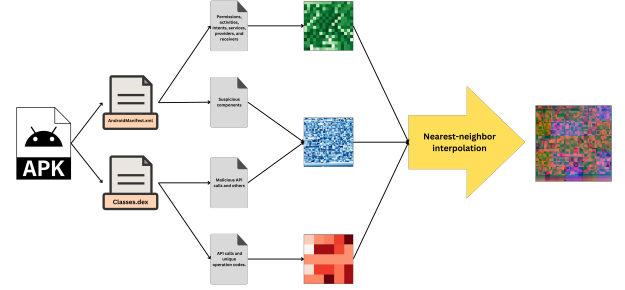 Permissions,
activities,
intents, services,
providers, and
receivers
AndroidManifest.xml
Suspicious
components
APK
Nearest-neighbor
interpolation
Classes.dex
Malicious API
calls and others
API calls and
unique
operation codes.